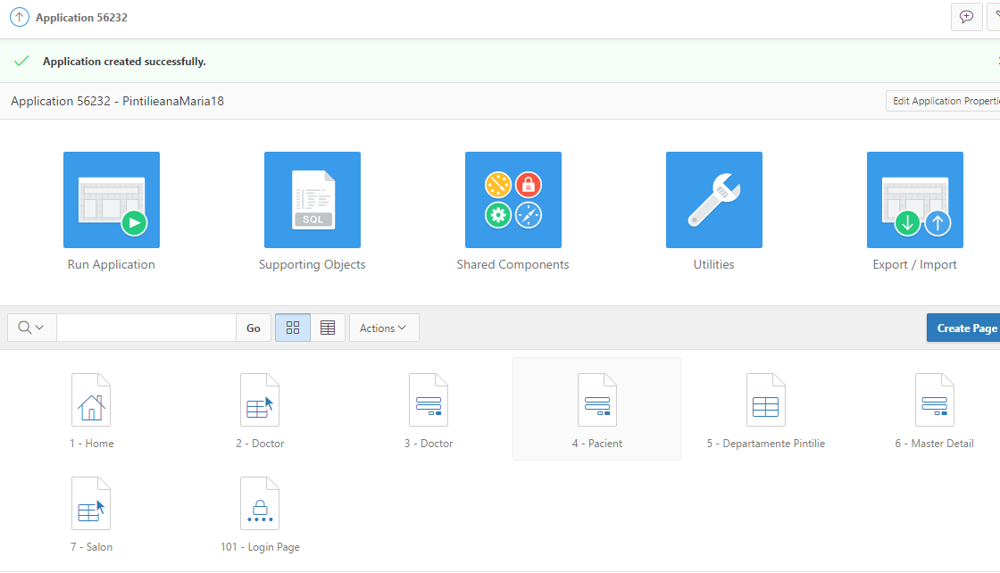 Application 56232
Application created successfully.
Application 56232 - PintilieanaMaria18
Edit Application Properti
SQL
Run Application
Supporting Objects
Shared Components
Utilities
Export / Import
Go
Actions
Create Page
1 - Home
2 - Doctor
3 - Doctor
4 - Pacient
5 - Departamente Pintilie
6 - Master Detail
7 - Salon
101 - Login Page